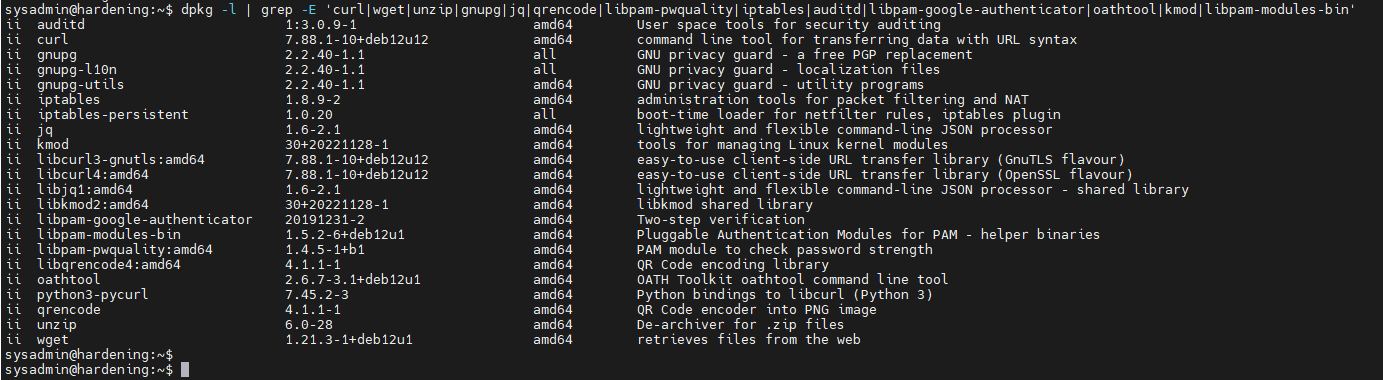 sysadmin@hardening:~$ dpkg -l | grep -E 'curl|wget|unzip|gnupg|jq|qrencode|libpam-pwquality|iptables|auditd|libpam-google-authenticator|oathtool|kmod|libpam-modules-bin'
ii  auditd                        1:3.0.9-1                     amd64        User space tools for security auditing
ii  curl                          7.88.1-10+deb12u12            amd64        command line tool for transferring data with URL syntax
ii  gnupg                         2.2.40-1.1                    all          GNU privacy guard - a free PGP replacement
ii  gnupg-l10n                    2.2.40-1.1                    all          GNU privacy guard - localization files
ii  gnupg-utils                   2.2.40-1.1                    amd64        GNU privacy guard - utility programs
ii  iptables                      1.8.9-2                       amd64        administration tools for packet filtering and NAT
ii  iptables-persistent           1.0.20                        all          boot-time loader for netfilter rules, iptables plugin
ii  jq                            1.6-2.1                       amd64        lightweight and flexible command-line JSON processor
ii  kmod                          30+20221128-1                 amd64        tools for managing Linux kernel modules
ii  libcurl3-gnutls:amd64         7.88.1-10+deb12u12            amd64        easy-to-use client-side URL transfer library (GnuTLS flavour)
ii  libcurl4:amd64                7.88.1-10+deb12u12            amd64        easy-to-use client-side URL transfer library (OpenSSL flavour)
ii  libjq1:amd64                  1.6-2.1                       amd64        lightweight and flexible command-line JSON processor - shared library
ii  libkmod2:amd64                30+20221128-1                 amd64        libkmod shared library
ii  libpam-google-authenticator   20191231-2                    amd64        Two-step verification
ii  libpam-modules-bin            1.5.2-6+deb12u1               amd64        Pluggable Authentication Modules for PAM - helper binaries
ii  libpam-pwquality:amd64        1.4.5-1+b1                    amd64        PAM module to check password strength
ii  libqrencode4:amd64            4.1.1-1                       amd64        QR Code encoding library
ii  oathtool                      2.6.7-3.1+deb12u1             amd64        OATH Toolkit oathtool command line tool
ii  python3-pycurl                7.45.2-3                      amd64        Python bindings to libcurl (Python 3)
ii  qrencode                      4.1.1-1                       amd64        QR Code encoder into PNG image
ii  unzip                         6.0-28                        amd64        De-archiver for .zip files
ii  wget                          1.21.3-1+deb12u1              amd64        retrieves files from the web
sysadmin@hardening:~$
sysadmin@hardening:~$